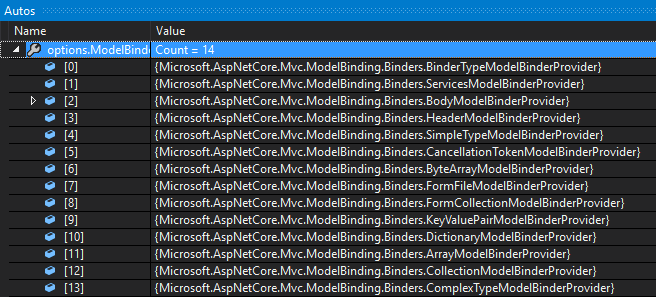 Autos
Name Value
options.ModelBinde Count = 14
[0] {Microsoft.AspNetCore.Mvc.ModelBinding.Binders.BinderTypeModelBinderProvider}
[1] {Microsoft.AspNetCore.Mvc.ModelBinding.Binders.ServicesModelBinderProvider}
[2] {Microsoft.AspNetCore.Mvc.ModelBinding.Binders.BodyModelBinderProvider}
[3] {Microsoft.AspNetCore.Mvc.ModelBinding.Binders.HeaderModelBinderProvider}
[4] {Microsoft.AspNetCore.Mvc.ModelBinding.Binders.SimpleTypeModelBinderProvider}
[5] {Microsoft.AspNetCore.Mvc.ModelBinding.Binders.CancellationTokenModelBinderProvider}
[6] {Microsoft.AspNetCore.Mvc.ModelBinding.Binders.ByteArrayModelBinderProvider}
[7] {Microsoft.AspNetCore.Mvc.ModelBinding.Binders.FormFileModelBinderProvider}
[8] {Microsoft.AspNetCore.Mvc.ModelBinding.Binders.FormCollectionModelBinderProvider}
[9] {Microsoft.AspNetCore.Mvc.ModelBinding.Binders.KeyValuePairModelBinderProvider}
[10] {Microsoft.AspNetCore.Mvc.ModelBinding.Binders.DictionaryModelBinderProvider}
[11] {Microsoft.AspNetCore.Mvc.ModelBinding.Binders.ArrayModelBinderProvider}
[12] {Microsoft.AspNetCore.Mvc.ModelBinding.Binders.CollectionModelBinderProvider}
[13] {Microsoft.AspNetCore.Mvc.ModelBinding.Binders.ComplexTypeModelBinderProvider}